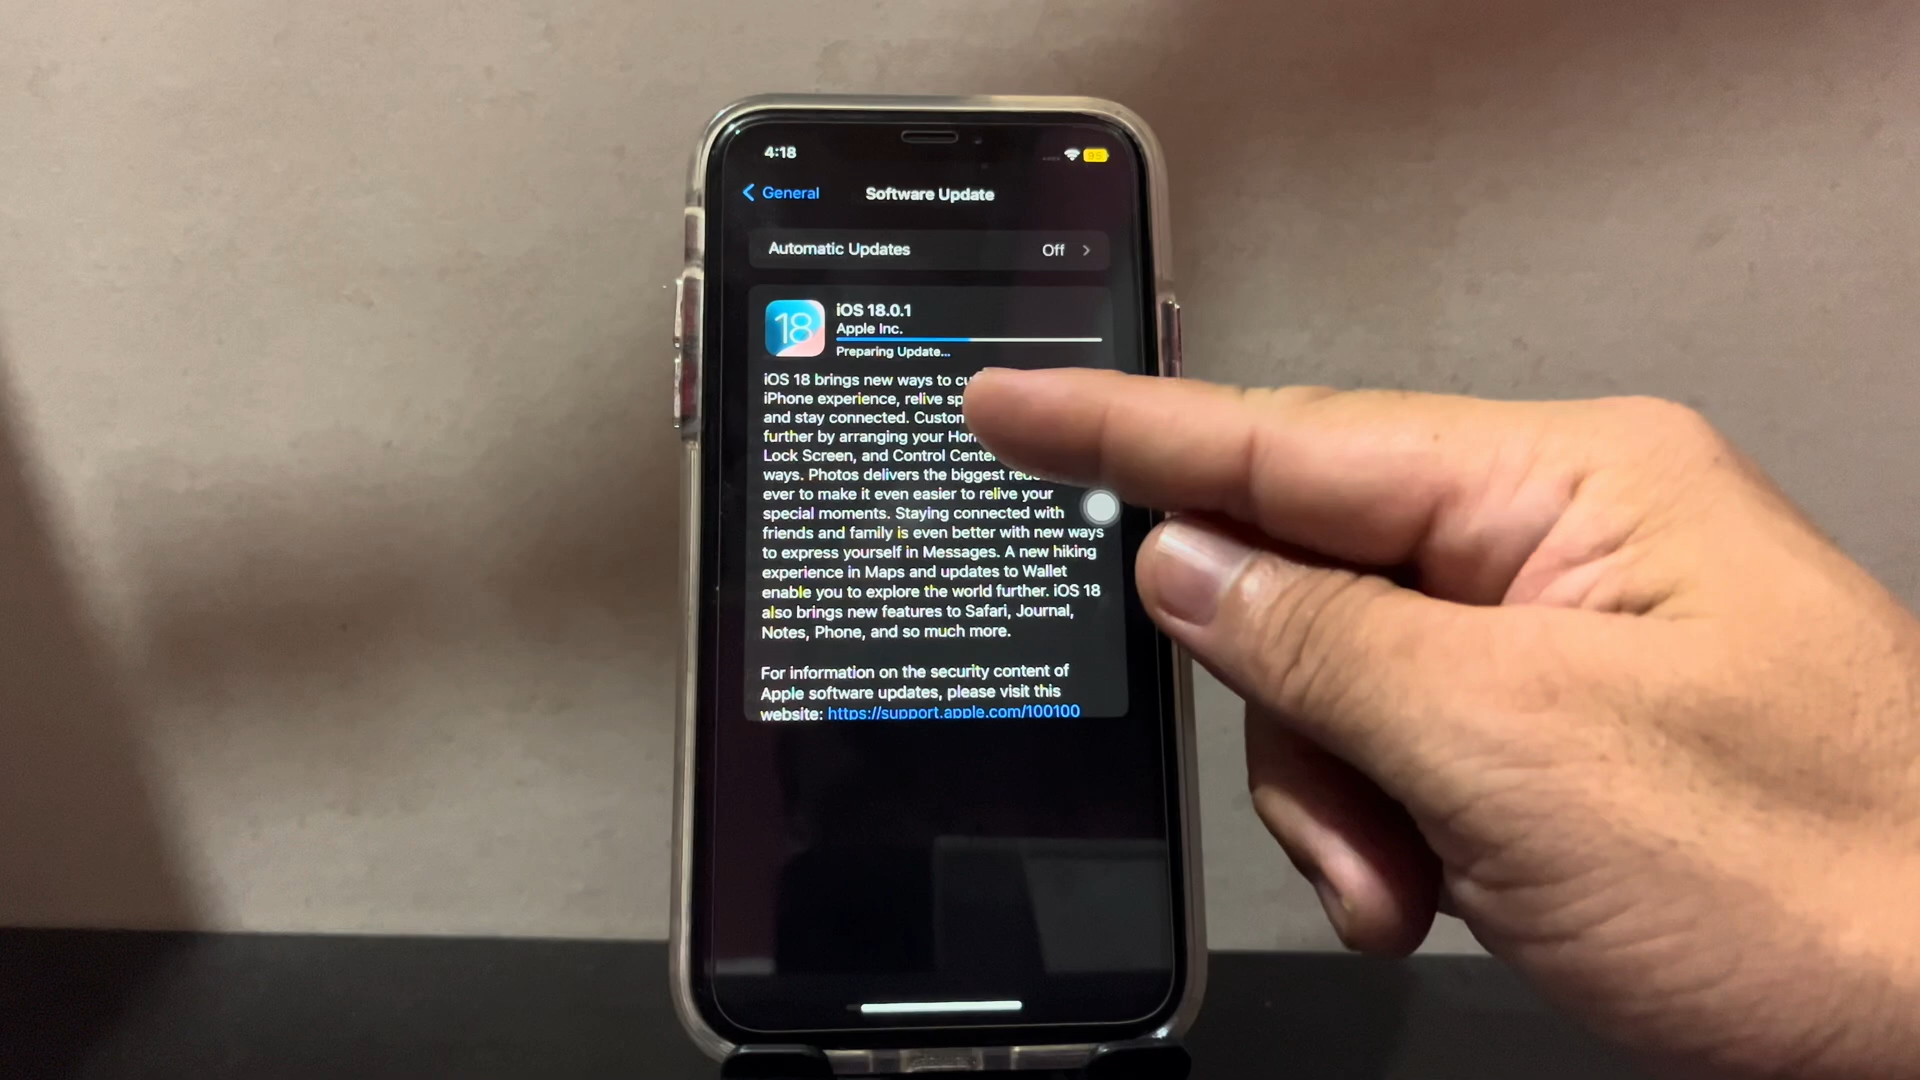 4:18
95
General
Software Update
Automatic Updates
Off
18
iOS 18.0.1
Apple Inc.
Preparing Update...
iOS 18 brings new ways to
iPhone experience, relive
and stay connected.
further by arranging your
Lock Screen, and Control
ways. Photos delivers the biggest
ever to make it even easier to relive your
special moments. Staying connected with
friends and family is even better with new ways
to express yourself in Messages. A new hiking
experience in Maps and updates to Wallet
enable you to explore the world further. iOS 18
also brings new features to Safari, Journal,
Notes, Phone, and so much more.
For information on the security content of
Apple software updates, please visit this
website: https://support.apple.com/100100